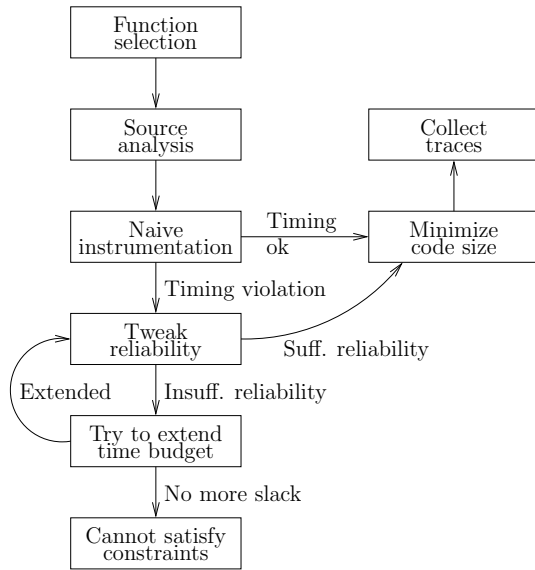 Function
selection
Source
analysis
Collect
traces
Naive
instrumentation
Timing
ok
Minimize
code size
Timing violation
Tweak
reliability
Suff. reliability
Extended
Insuff. reliability
Try to extend
time budget
No more slack
Cannot satisfy
constraints